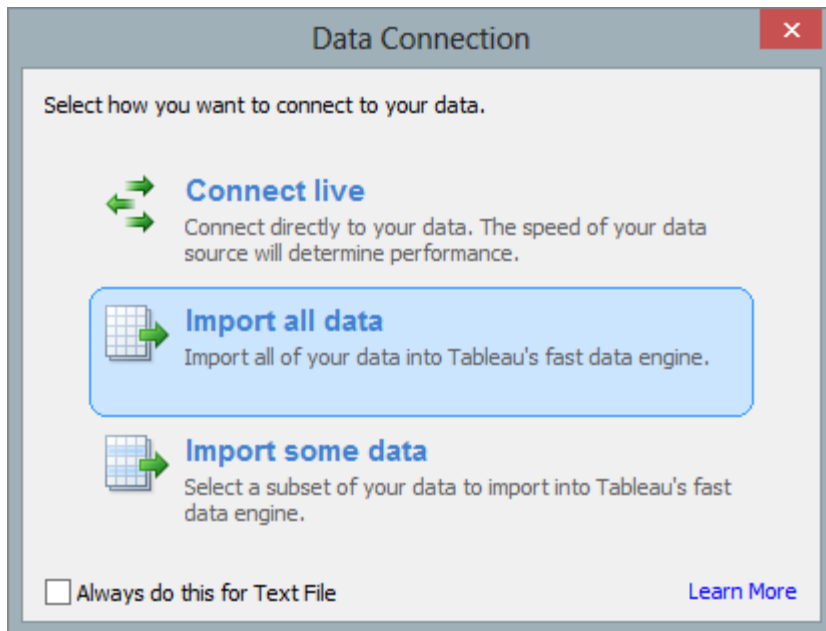 Data Connection
Select how you want to connect to your data.
Connect live
Connect directly to your data. The speed of your data
source will determine performance.
Import all data
Import all of your data into Tableau's fast data engine.
Import some data
Select a subset of your data to import into Tableau's fast
data engine.
Always do this for Text File
Learn More